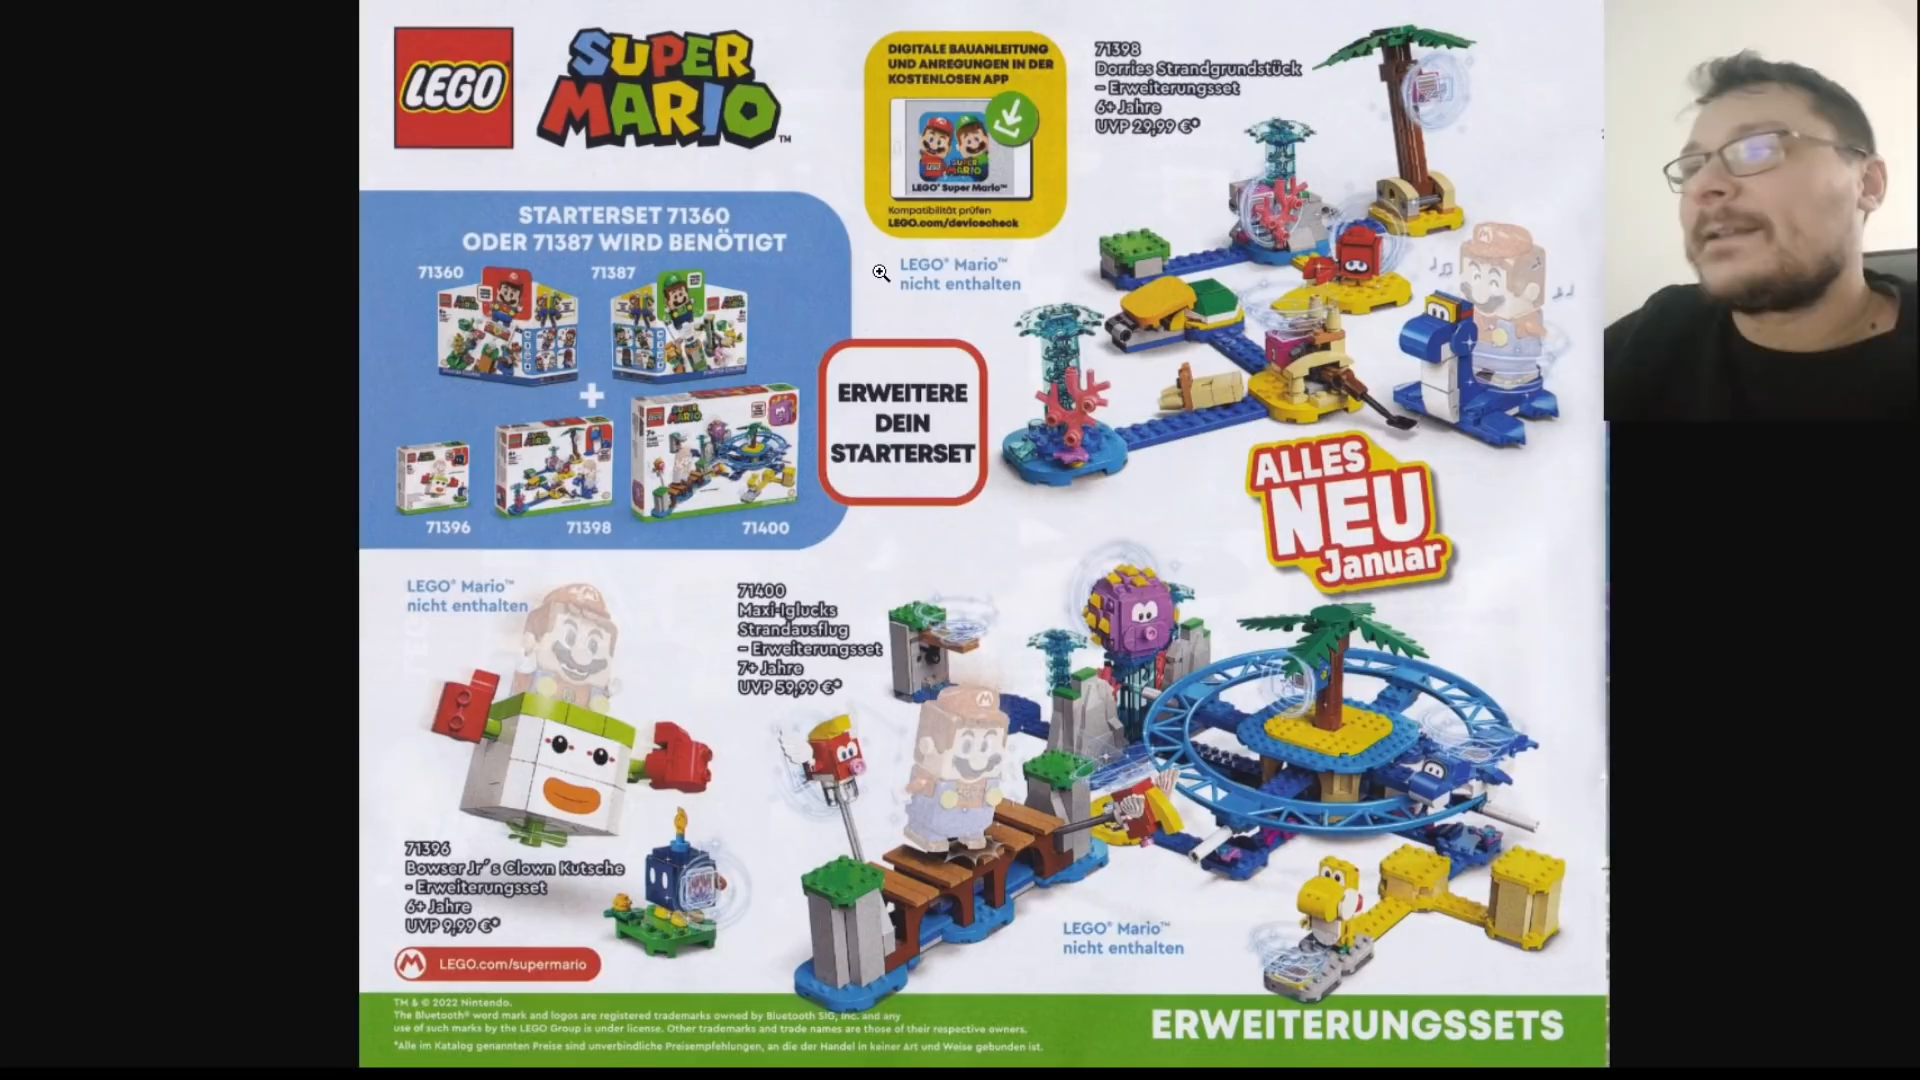 LEGO
SUPER
MARIO™
DIGITALE BAUANLEITUNG
UND ANREGUNGEN IN DER
KOSTENLOSEN APP
LEGO® Super Mario™
Kompatibilität prüfen
LEGO.com/devicecheck
71398
Dorries Strandgrundstück
- Erweiterungsset
6+ Jahre
UVP 29,99 €*
STARTERSET 71360
ODER 71387 WIRD BENÖTIGT
71360
71387
+
71396
71398
71400
LEGO® Mario™
nicht enthalten
ERWEITERE
DEIN
STARTERSET
ALLES
NEU
Januar
LEGO® Mario™
nicht enthalten
71400
Maxi-Iglucks
Strandausflug
- Erweiterungsset
7+ Jahre
UVP 59,99 €*
71396
Bowser Jr´s Clown Kutsche
- Erweiterungsset
6+ Jahre
UVP 9,99 €*
LEGO® Mario™
nicht enthalten
M LEGO.com/supermario
TM & © 2022 Nintendo.
The Bluetooth® word mark and logos are registered trademarks owned by Bluetooth SIG, Inc. and any
use of such marks by the LEGO Group is under license. Other trademarks and trade names are those of their respective owners.
*Alle im Katalog genannten Preise sind unverbindliche Preisempfehlungen, an die der Handel in keiner Art und Weise gebunden ist.
ERWEITERUNGSSETS